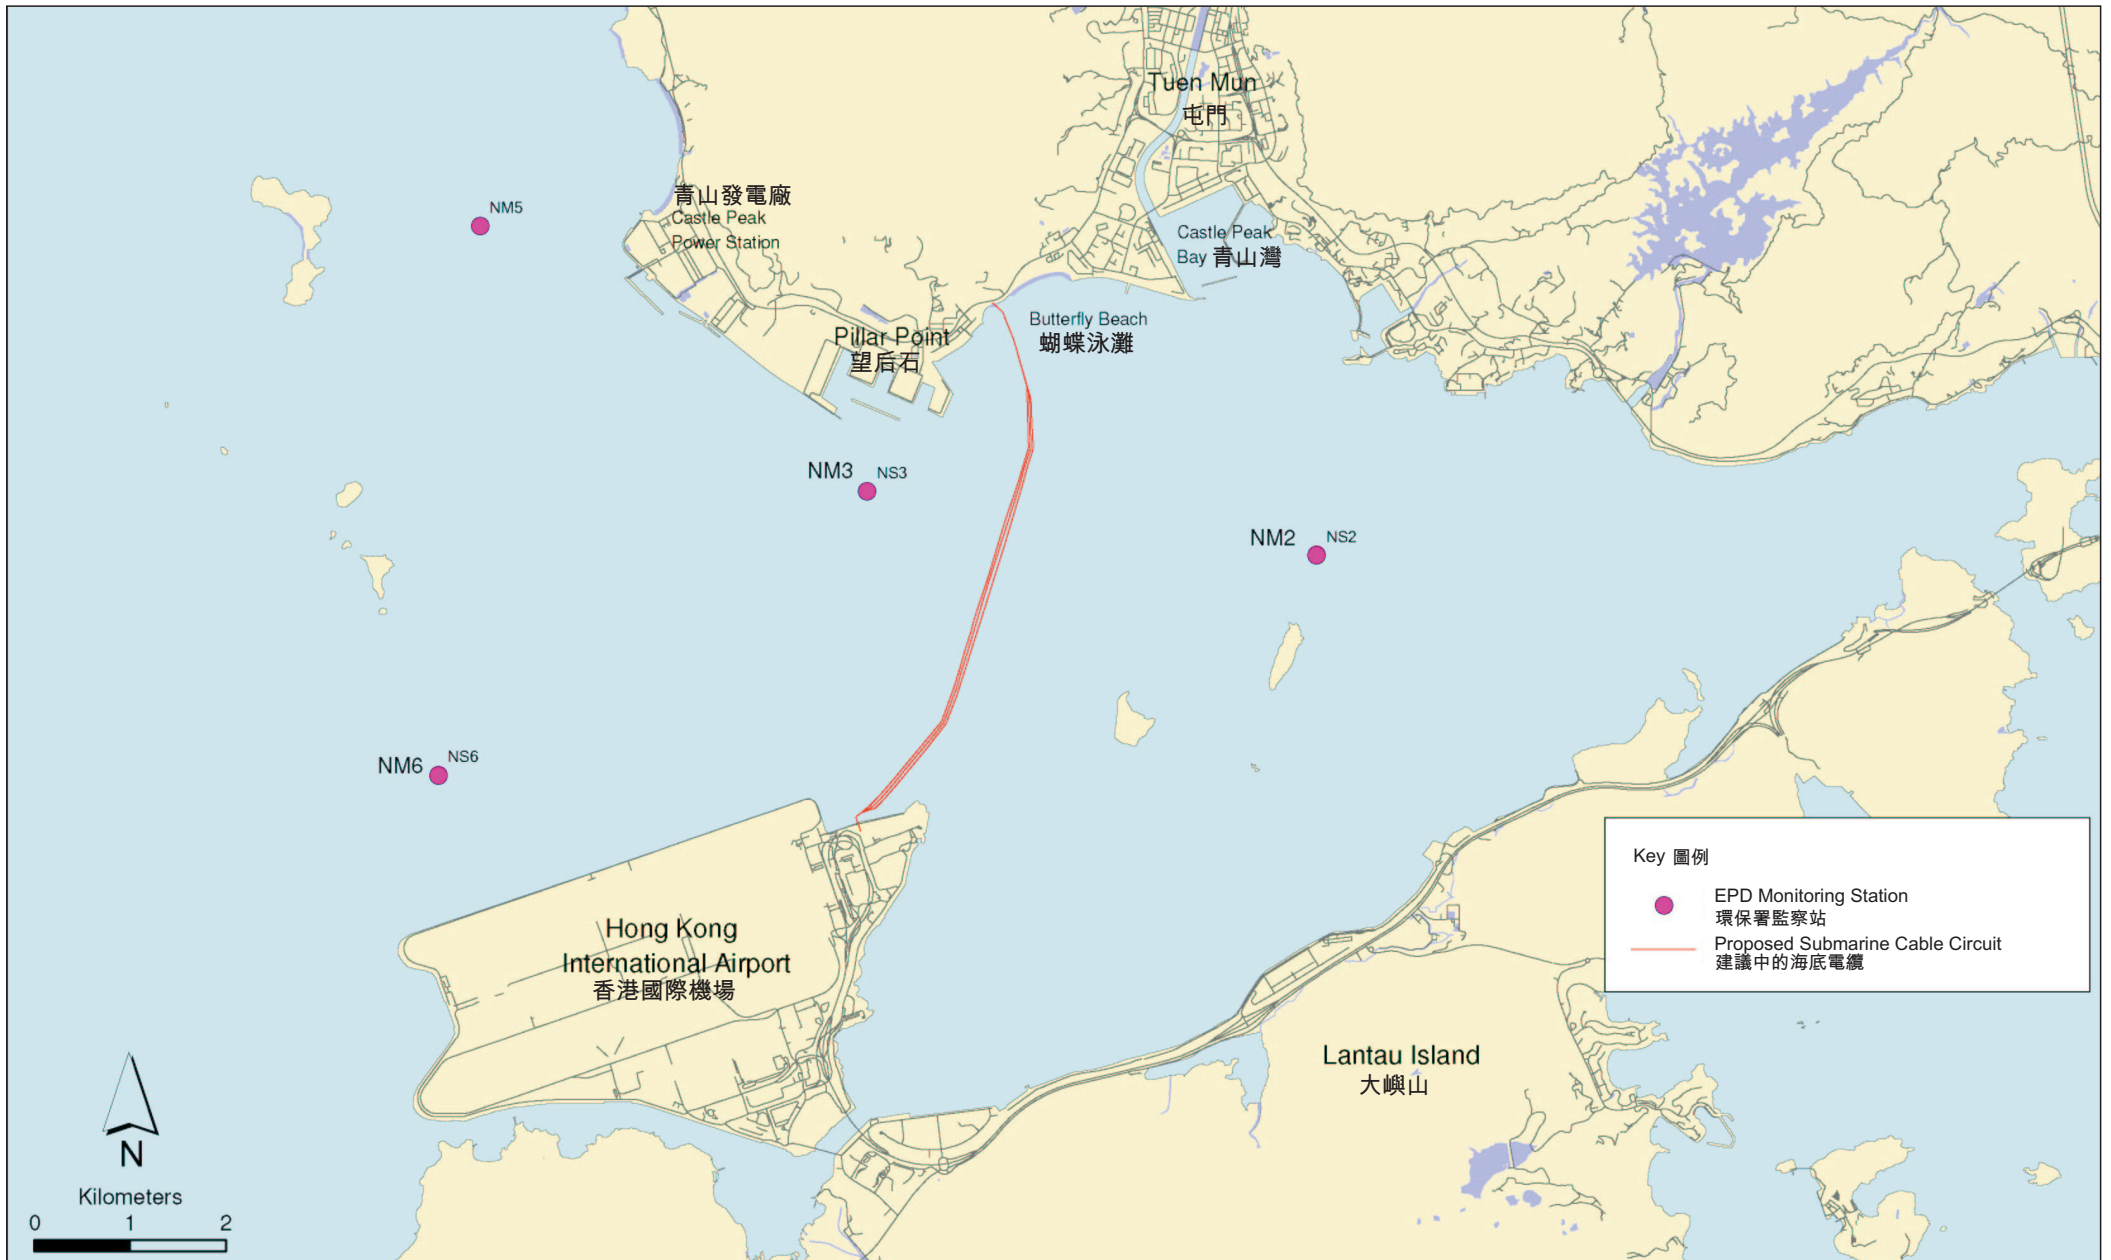 Tuen Mun
屯門
青山發電廠
Castle Peak
Power Station
NM5
Castle Peak
Bay 青山灣
Butterfly Beach
蝴蝶泳灘
Pillar Point
望后石
NM3 NS3
NM2 NS2
NM6 NS6
Hong Kong
International Airport
香港國際機場
Lantau Island
大嶼山
Key 圖例
EPD Monitoring Station
環保署監察站
Proposed Submarine Cable Circuit
建議中的海底電纜
N
Kilometers
0 1 2